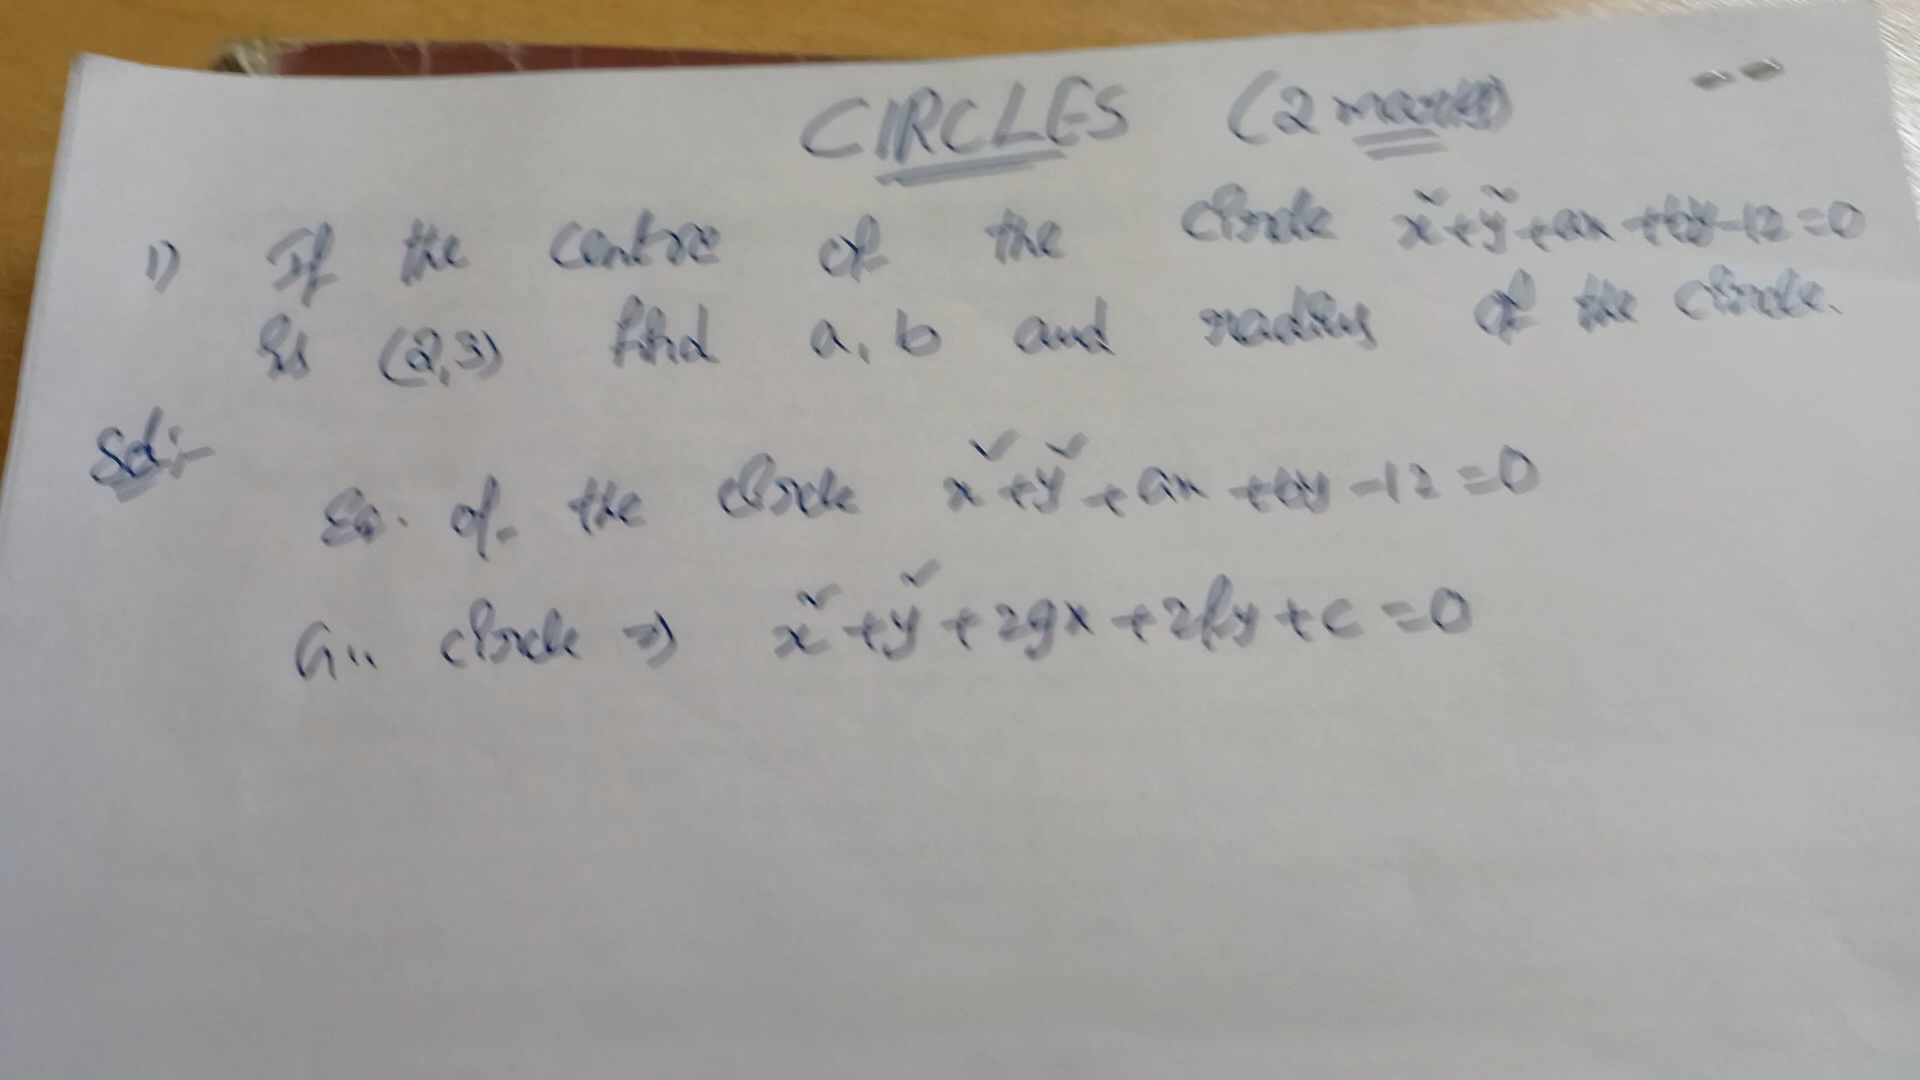 CIRCLES (2 marks)
1) If the centre of the circle x²+y²+ax+by-12=0
is (2,3) find a, b and radius of the circle.
Sol:-
Eq. of the circle x²+y²+ax+by-12=0
G.. circle ⇒ x²+y²+2gx+2fy+c=0